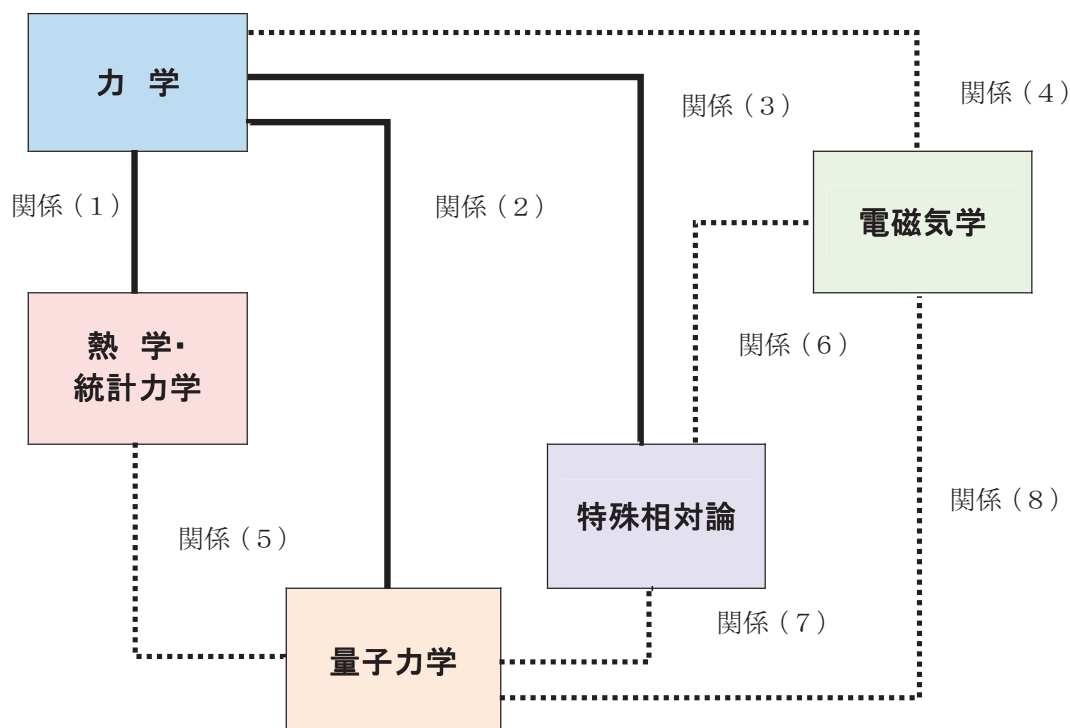 力 学
関係（4）
関係（3）
関係（1）
関係（2）
電磁気学
熱 学・
統計力学
関係（6）
特殊相対論
関係（8）
関係（5）
関係（7）
量子力学